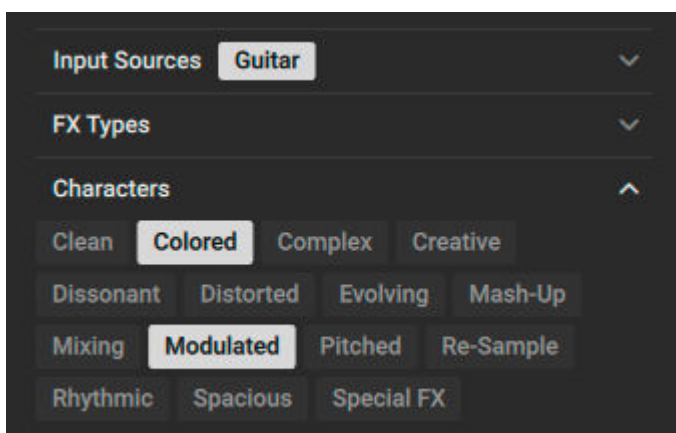 Input Sources Guitar
FX Types
Characters
Clean Colored Complex Creative
Dissonant Distorted Evolving Mash-Up
Mixing Modulated Pitched Re-Sample
Rhythmic Spacious Special FX